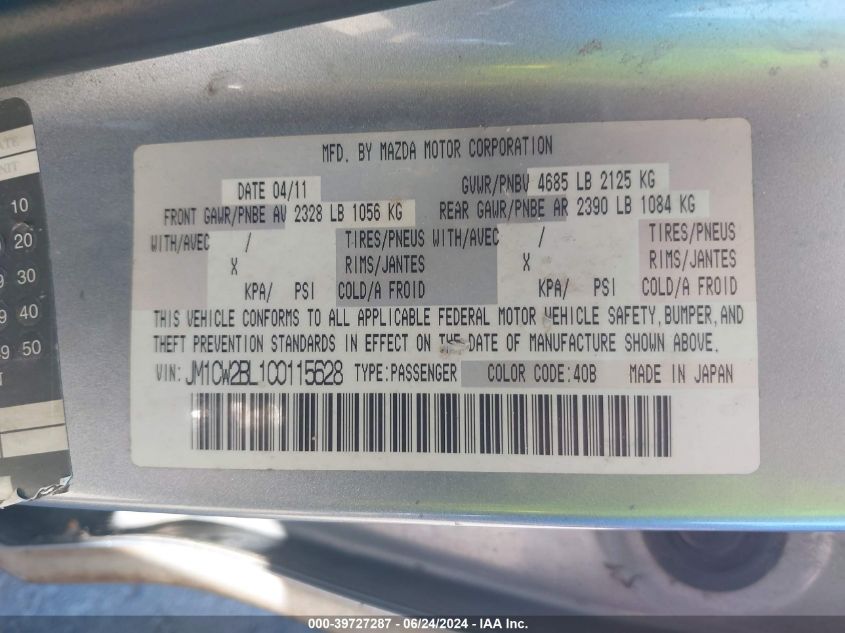 MFD. BY MAZDA MOTOR CORPORATION
DATE 04/11 GVWR/PNBV 4685 LB 2125 KG
FRONT GAWR/PNBE AV 2328 LB 1056 KG REAR GAWR/PNBE AR 2390 LB 1084 KG
WITH/AVEC / TIRES/PNEUS WITH/AVEC / TIRES/PNEUS
X RIMS/JANTES X RIMS/JANTES
KPA/ PSI COLD/A FROID KPA/ PSI COLD/A FROID
THIS VEHICLE CONFORMS TO ALL APPLICABLE FEDERAL MOTOR VEHICLE SAFETY, BUMPER, AND
THEFT PREVENTION STANDARDS IN EFFECT ON THE DATE OF MANUFACTURE SHOWN ABOVE.
VIN: JM1CW2BL1C0115628 TYPE:PASSENGER COLOR CODE:40B MADE IN JAPAN
10
20
30
40
50
000-39727287 - 06/24/2024 - IAAI Inc.